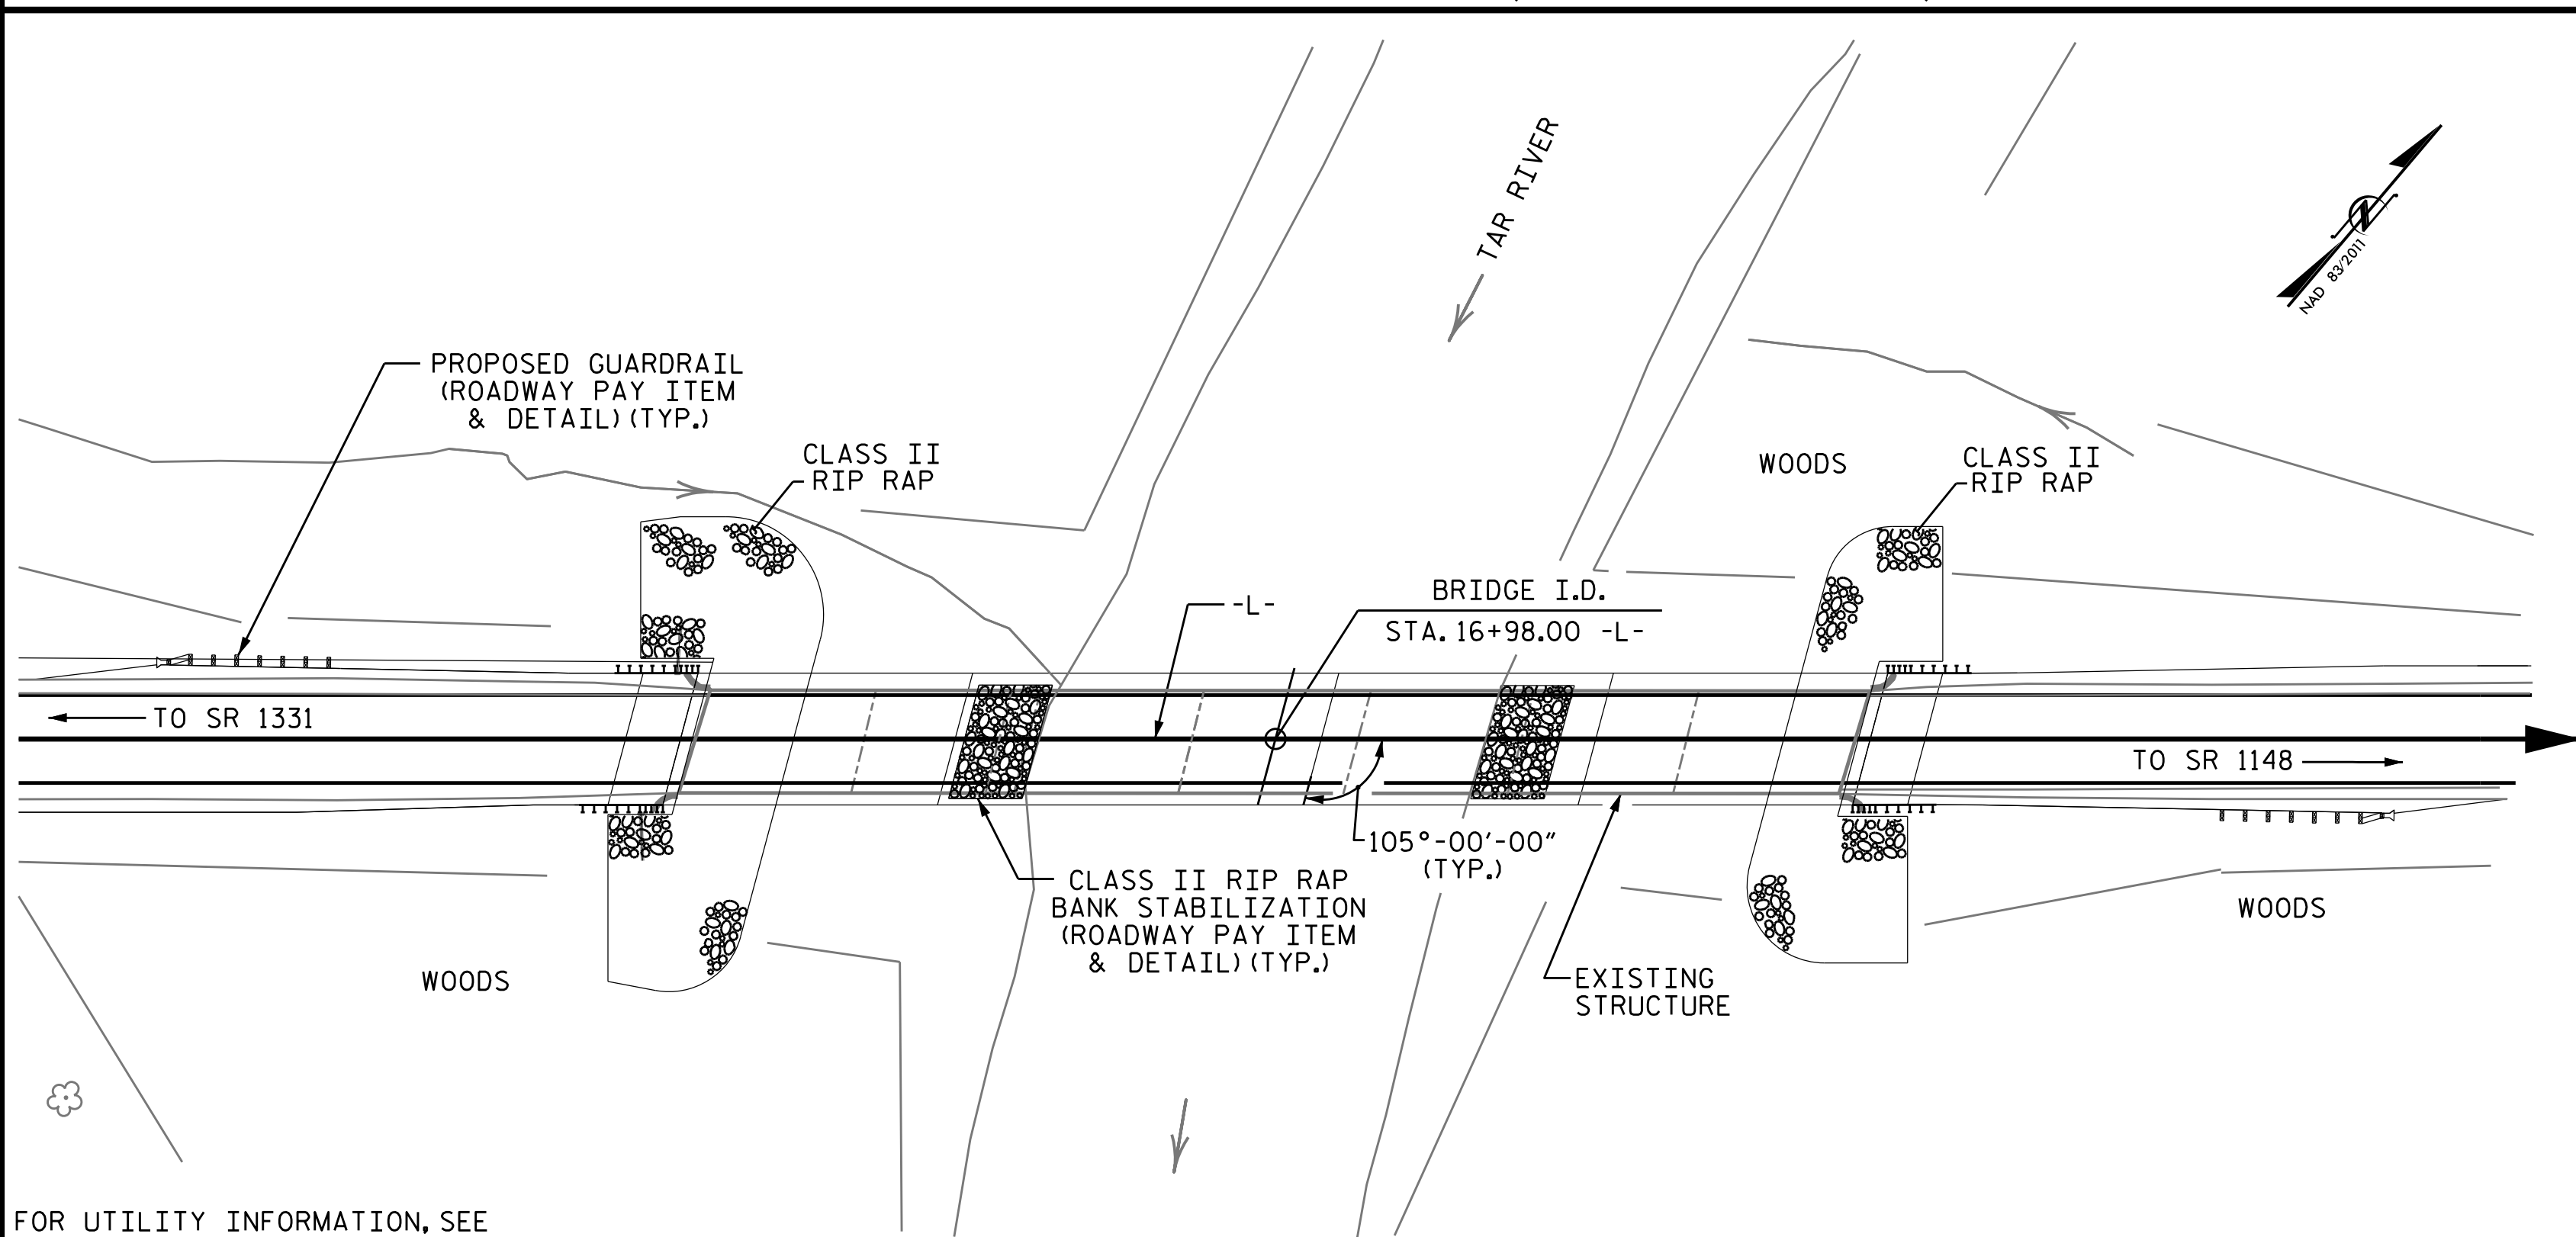 TAR RIVER
N
NAD 83/2011
PROPOSED GUARDRAIL
(ROADWAY PAY ITEM
& DETAIL) (TYP.)
CLASS II
RIP RAP
WOODS
CLASS II
RIP RAP
-L-
BRIDGE I.D.
STA. 16+98.00 -L-
TO SR 1331
TO SR 1148
105°-00'-00"
(TYP.)
CLASS II RIP RAP
BANK STABILIZATION
(ROADWAY PAY ITEM
& DETAIL) (TYP.)
WOODS
WOODS
EXISTING
STRUCTURE
FOR UTILITY INFORMATION, SEE